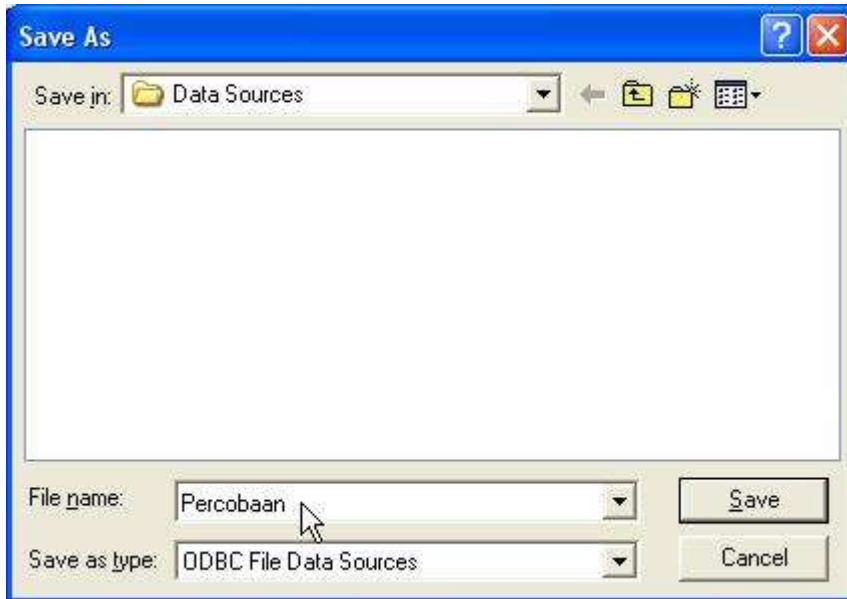 Save As
Save in: Data Sources
File name: Percobaan Save
Save as type: ODBC File Data Sources Cancel